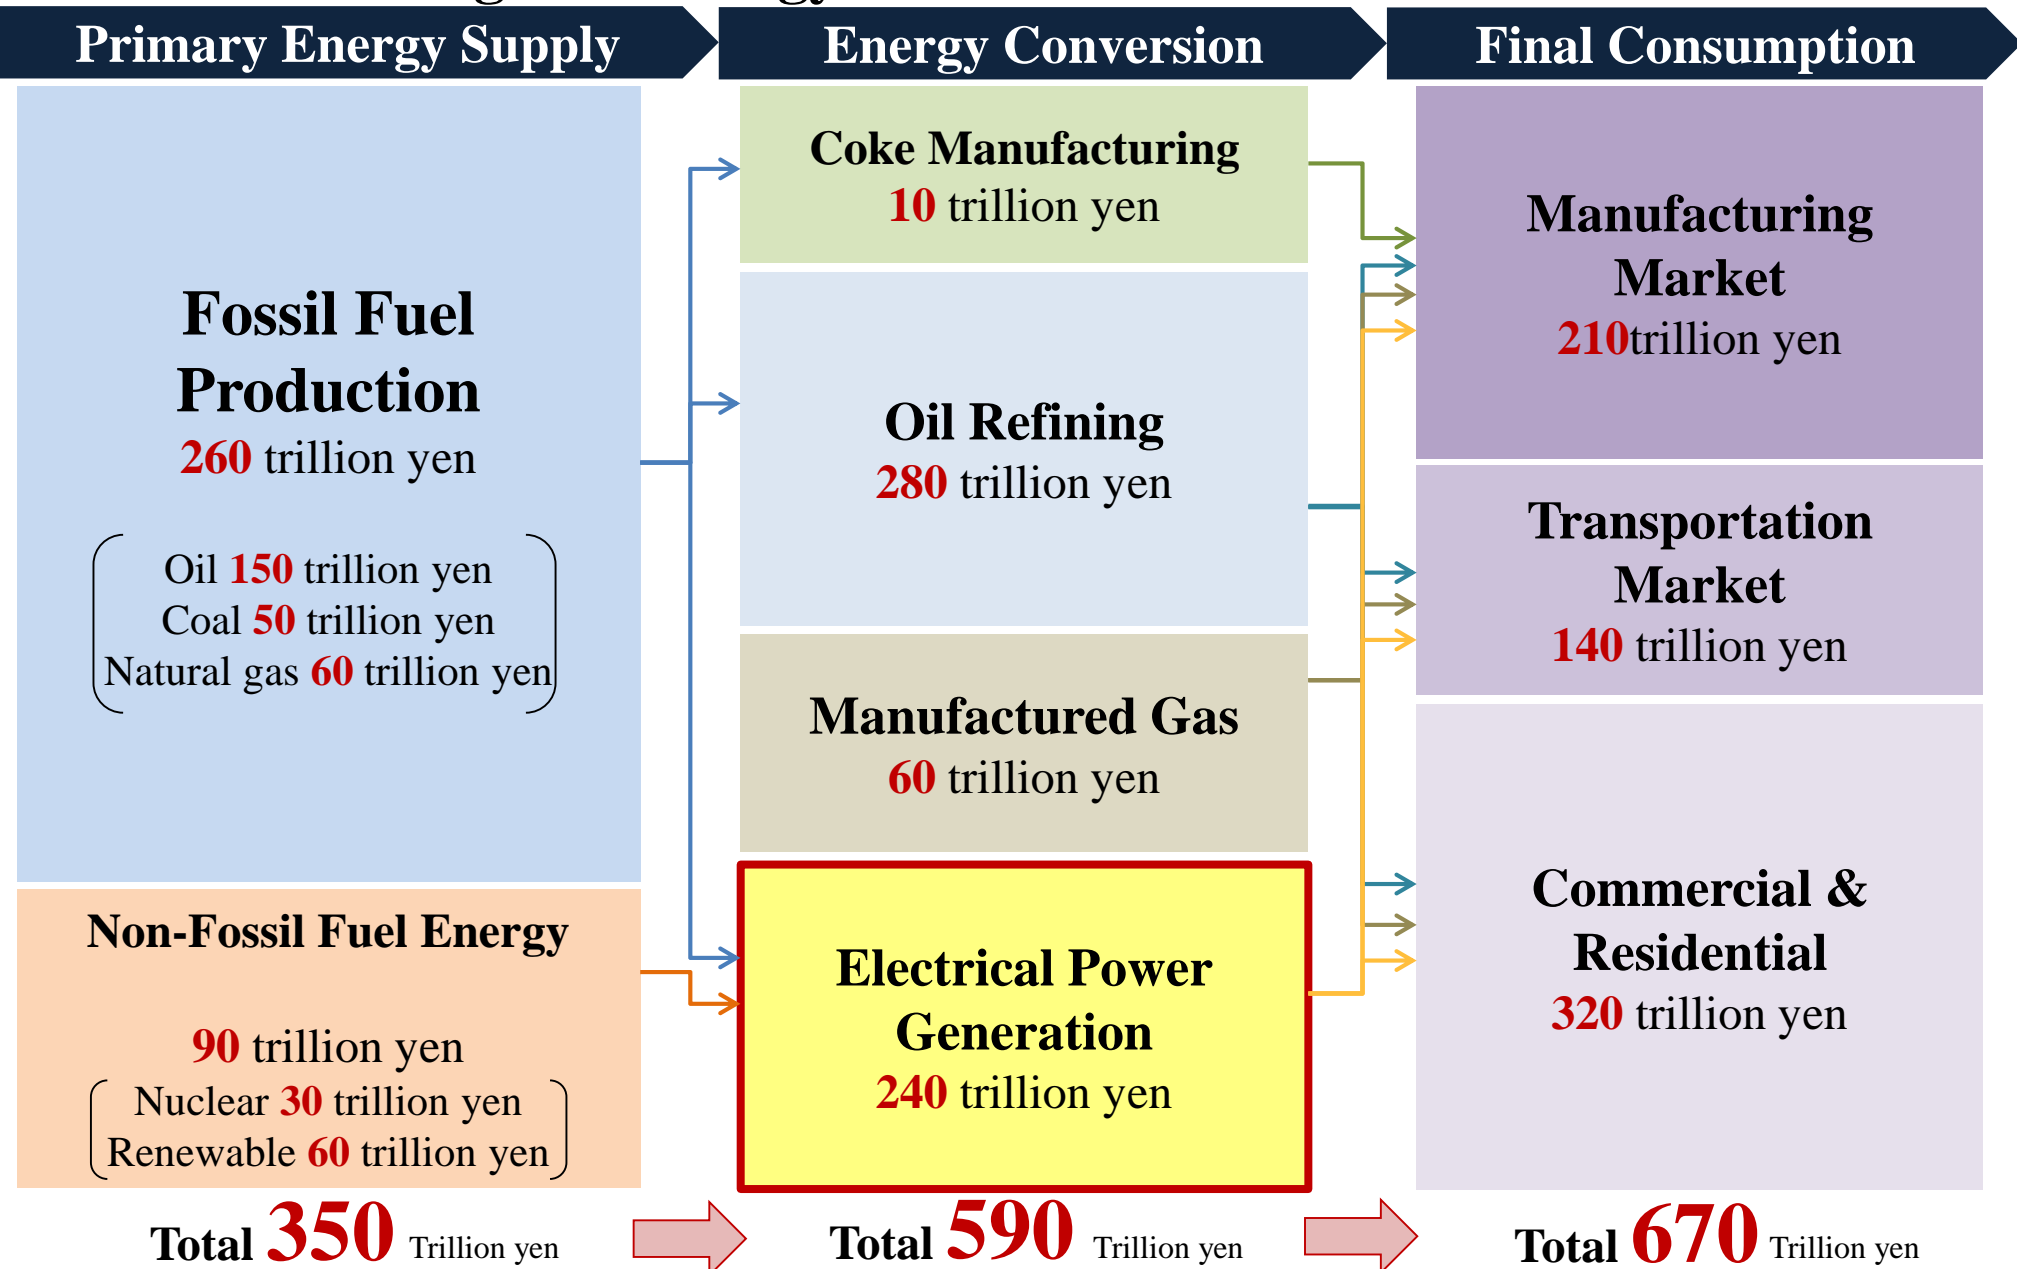 Primary Energy Supply
Energy Conversion
Final Consumption
Fossil Fuel
Production
260 trillion yen
Oil 150 trillion yen
Coal 50 trillion yen
Natural gas 60 trillion yen
Non-Fossil Fuel Energy
90 trillion yen
Nuclear 30 trillion yen
Renewable 60 trillion yen
Total 350 Trillion yen
Coke Manufacturing
10 trillion yen
Oil Refining
280 trillion yen
Manufactured Gas
60 trillion yen
Electrical Power
Generation
240 trillion yen
Total 590 Trillion yen
Manufacturing
Market
210trillion yen
Transportation
Market
140 trillion yen
Commercial &
Residential
320 trillion yen
Total 670 Trillion yen